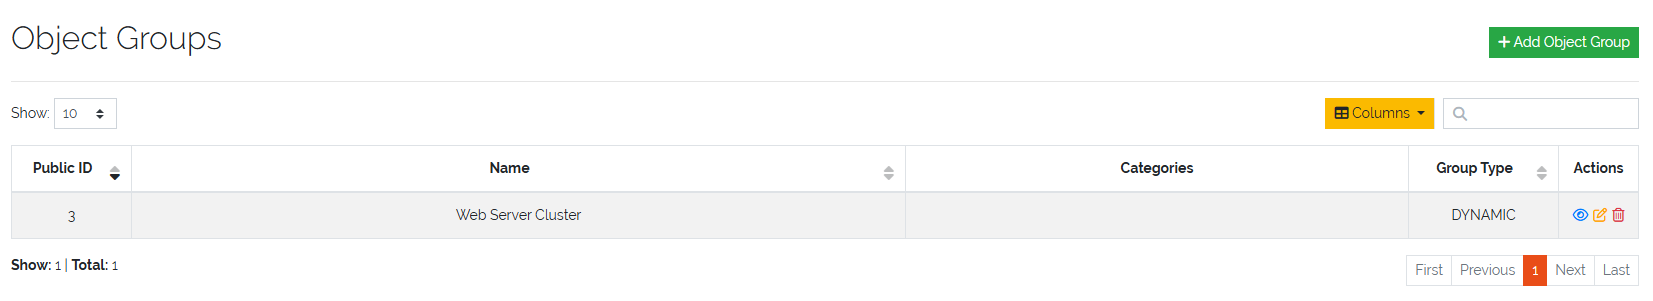 Object Groups
Add Object Group
Show: 10
Columns
Public ID Name Categories Group Type Actions
3 Web Server Cluster DYNAMIC
Show: 1 | Total: 1
First Previous 1 Next Last